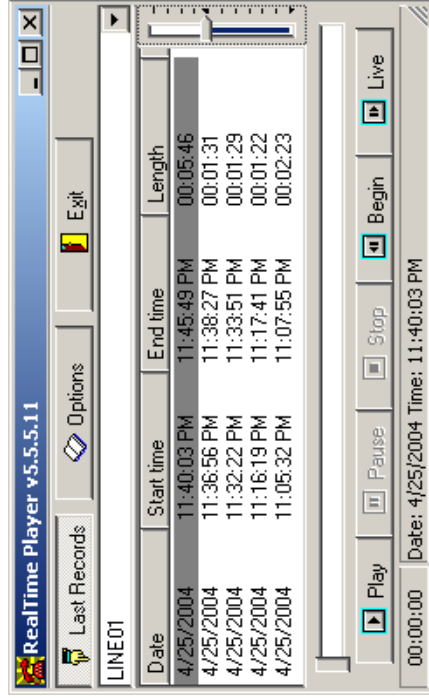 RealTime Player v5.5.5.11
Last Records Options Exit
LINE01
Date Start time End time Length
4/25/2004 11:40:03 PM 11:45:49 PM 00:05:46
4/25/2004 11:36:56 PM 11:38:27 PM 00:01:31
4/25/2004 11:32:22 PM 11:33:51 PM 00:01:29
4/25/2004 11:16:19 PM 11:17:41 PM 00:01:22
4/25/2004 11:05:32 PM 11:07:55 PM 00:02:23
Play Pause Stop Begin Live
00:00:00 Date: 4/25/2004 Time: 11:40:03 PM